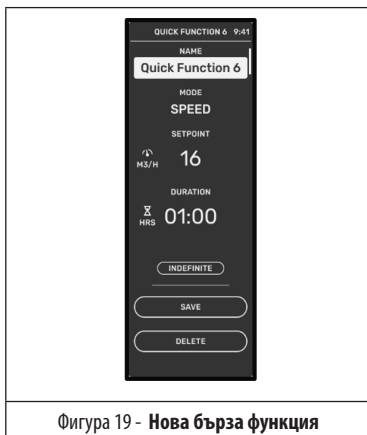 QUICK FUNCTION 6 9:41
NAME
Quick Function 6
MODE
SPEED
SETPOINT
M3/H 16
DURATION
HRS 01:00
INDEFINITE
SAVE
DELETE
Фигура 19 - Нова бърза функция